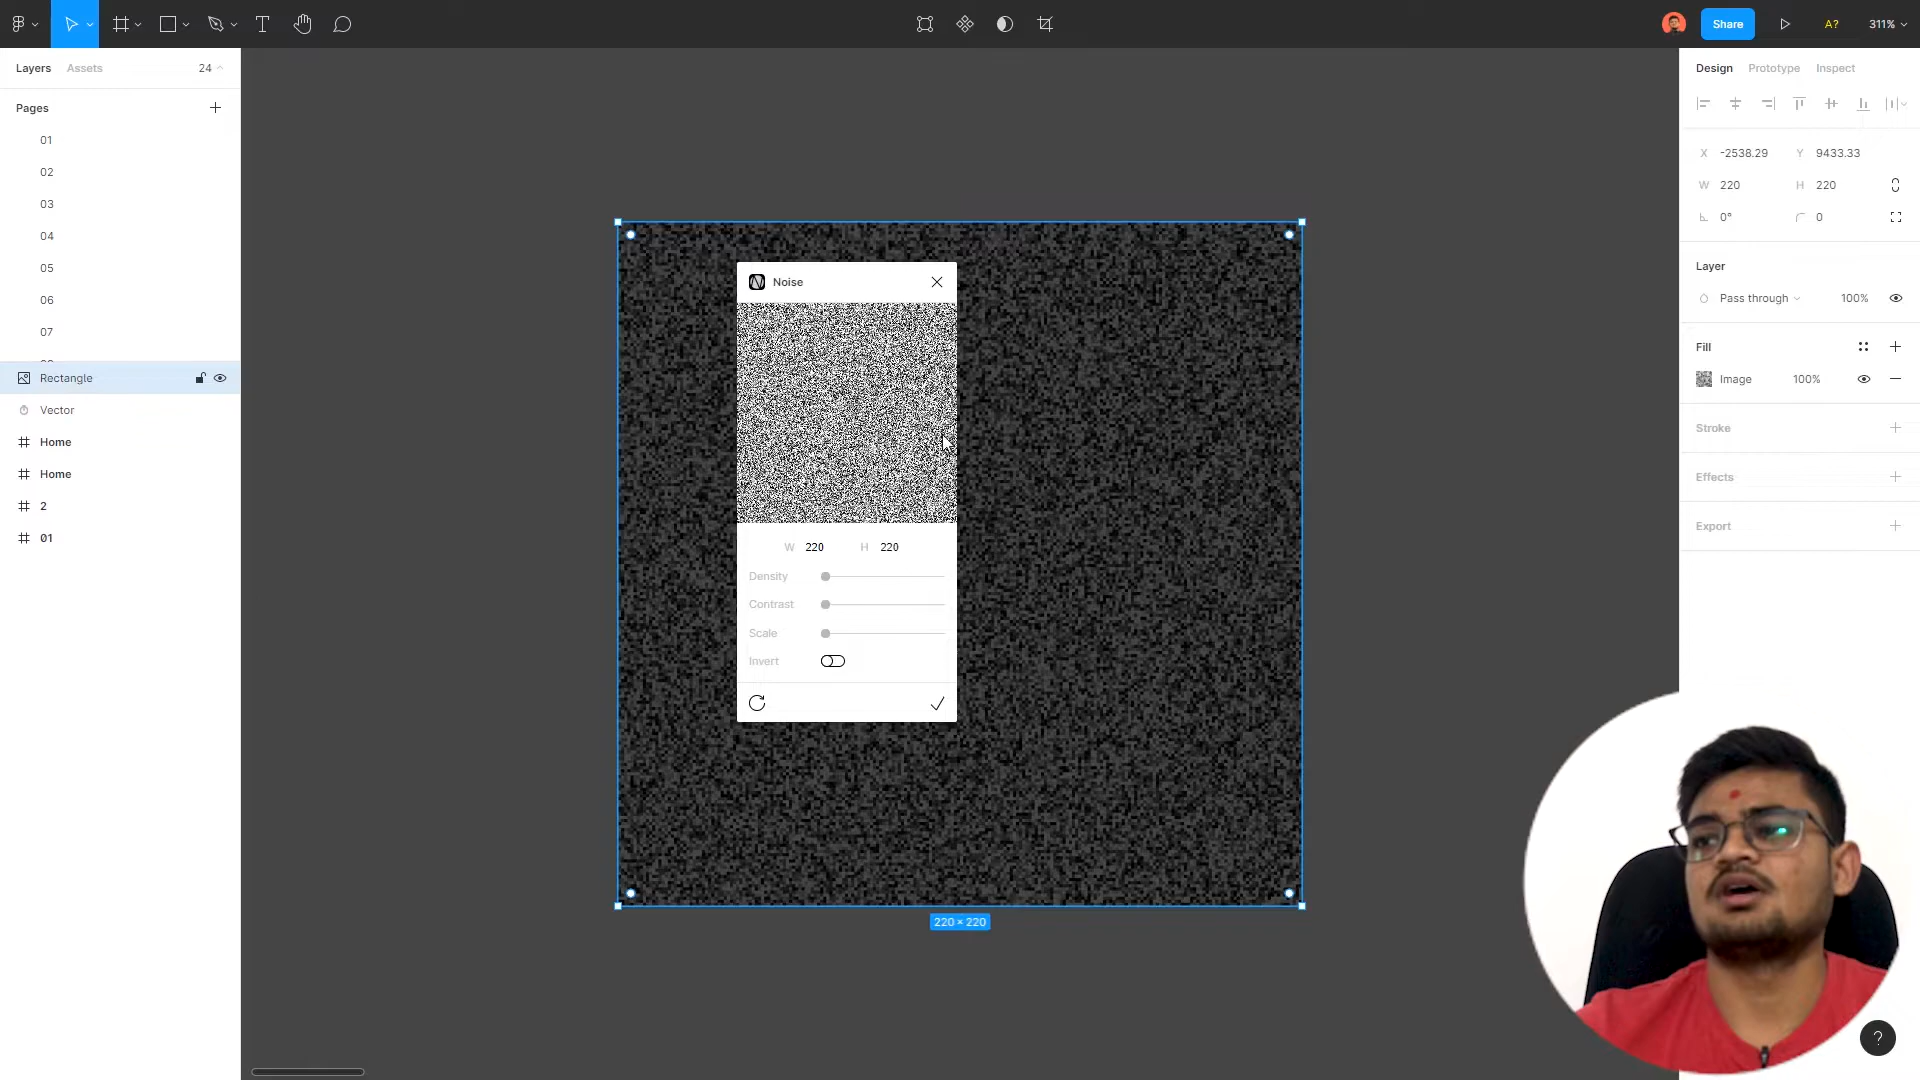 Share
A?
311%
Layers
Assets
24
Pages
01
02
03
04
05
06
07
Rectangle
Vector
Home
Home
2
01
Noise
W 220 H 220
Density
Contrast
Scale
Invert
220 × 220
Design
Prototype
Inspect
X -2538.29 Y 9433.33
W 220 H 220
0° 0
Layer
Pass through 100%
Fill
Image 100%
Stroke
Effects
Export
?